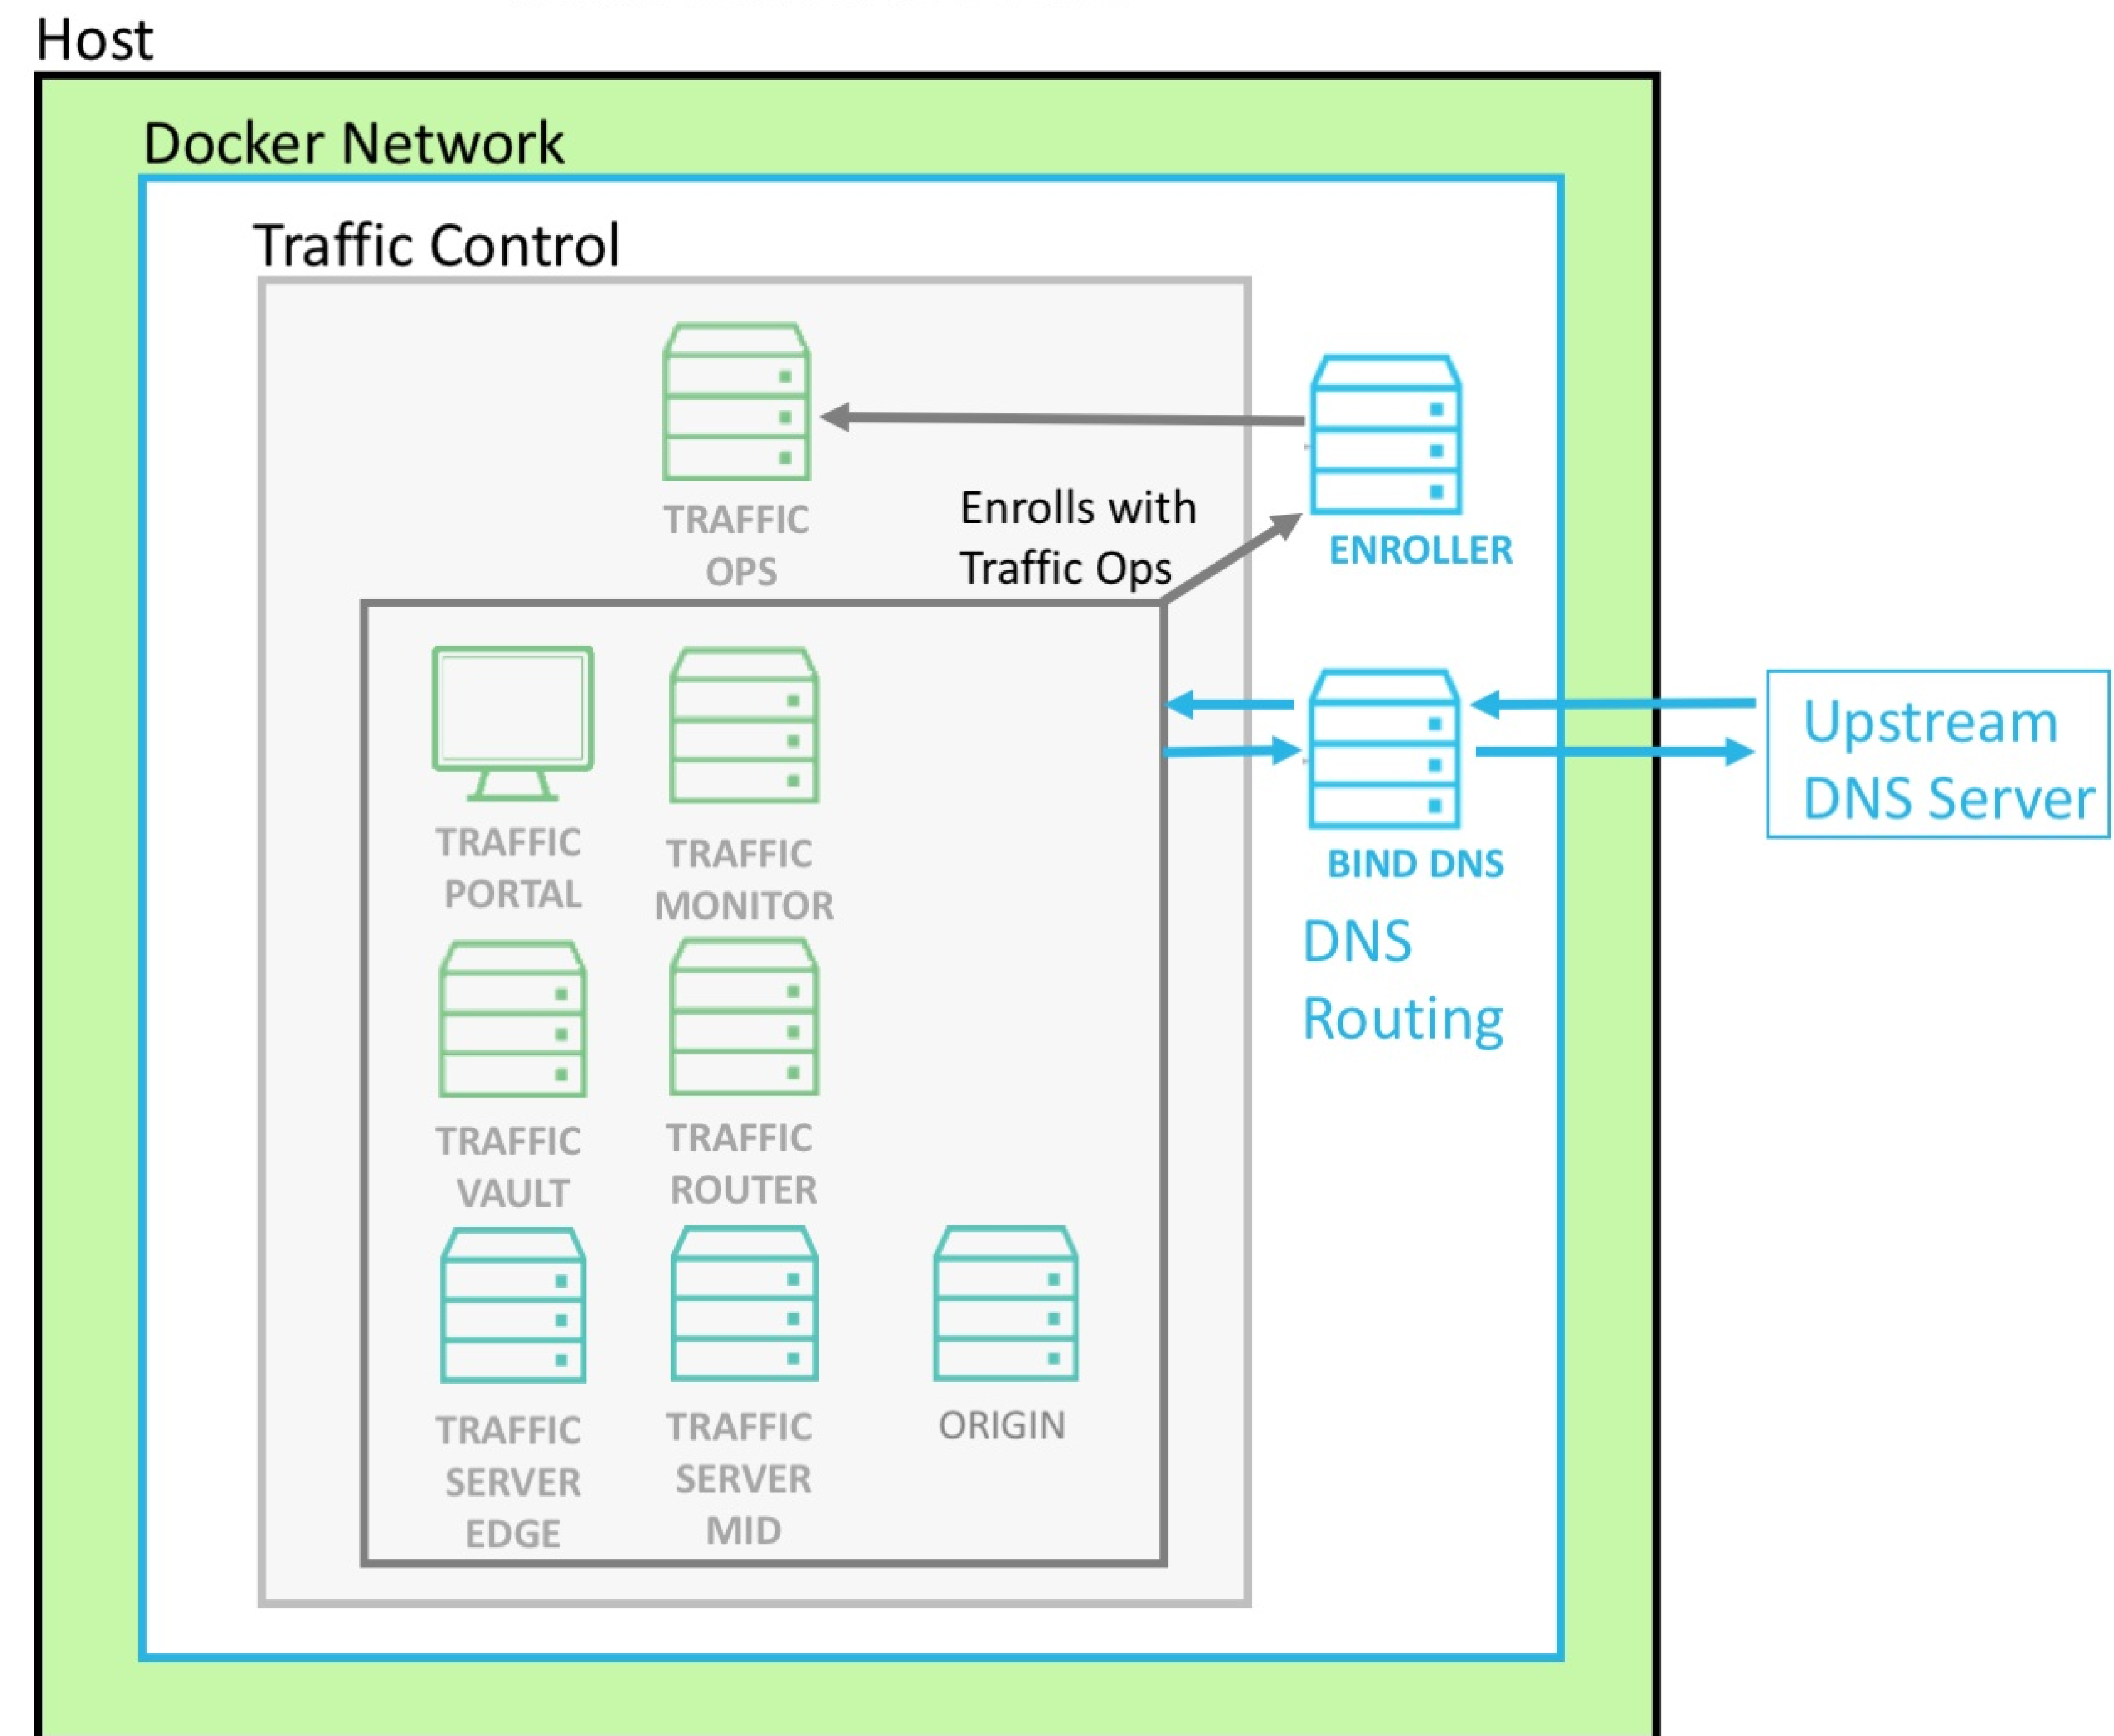 Host
Docker Network
Traffic Control
TRAFFIC
OPS
Enrolls with
Traffic Ops
ENROLLER
TRAFFIC
PORTAL
TRAFFIC
MONITOR
BIND DNS
DNS
Routing
Upstream
DNS Server
TRAFFIC
VAULT
TRAFFIC
ROUTER
TRAFFIC
SERVER
EDGE
TRAFFIC
SERVER
MID
ORIGIN